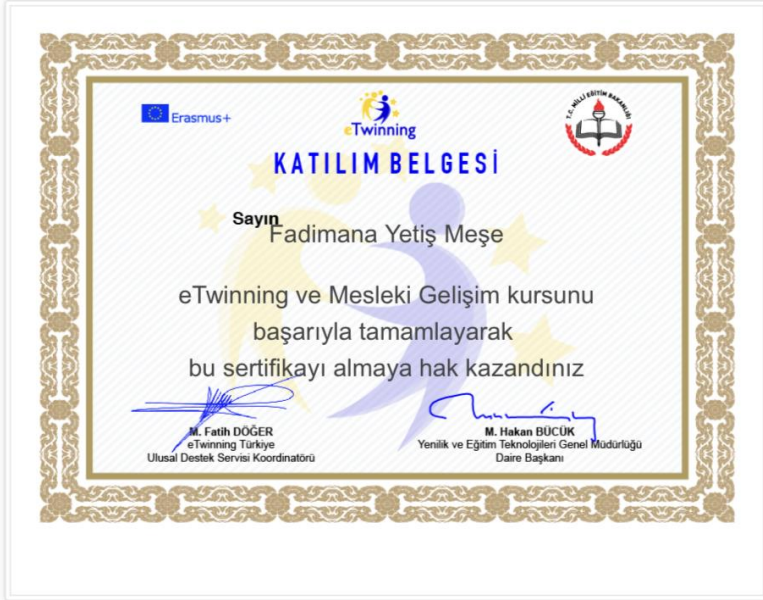 Erasmus+
eTwinning
T.C. MİLLÎ EĞİTİM BAKANLIĞI
KATILIM BELGESİ
Sayın
Fadimana Yetiş Meşe
eTwinning ve Mesleki Gelişim kursunu
başarıyla tamamlayarak
bu sertifikayı almaya hak kazandınız
M. Fatih DÖĞER
eTwinning Türkiye
Ulusal Destek Servisi Koordinatörü
M. Hakan BÜCÜK
Yenilik ve Eğitim Teknolojileri Genel Müdürlüğü
Daire Başkanı